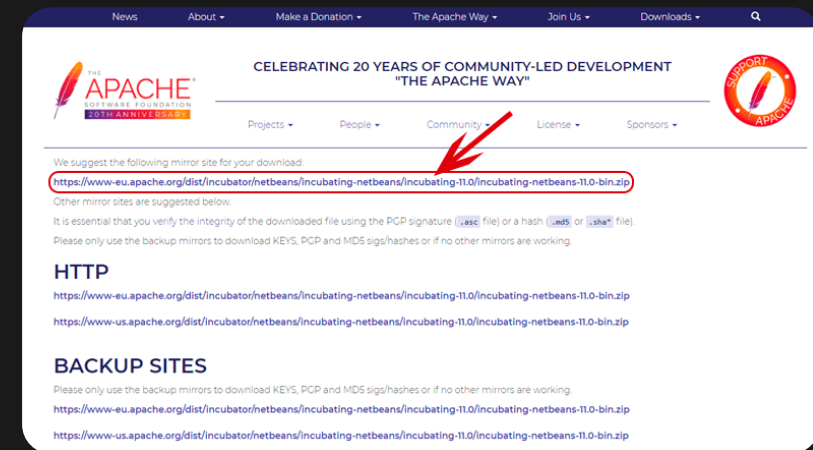 News About Make a Donation The Apache Way Join Us Downloads
THE
APACHE
SOFTWARE FOUNDATION
20TH ANNIVERSARY
CELEBRATING 20 YEARS OF COMMUNITY-LED DEVELOPMENT
"THE APACHE WAY"
SUPPORT
APACHE
Projects People Community License Sponsors
We suggest the following mirror site for your download:
https://www-eu.apache.org/dist/incubator/netbeans/incubating-netbeans/incubating-11.0/incubating-netbeans-11.0-bin.zip
Other mirror sites are suggested below.
It is essential that you verify the integrity of the downloaded file using the PGP signature ( .asc file) or a hash ( .md5 or .sha* file).
Please only use the backup mirrors to download KEYS, PGP and MD5 sigs/hashes or if no other mirrors are working.
HTTP
https://www-eu.apache.org/dist/incubator/netbeans/incubating-netbeans/incubating-11.0/incubating-netbeans-11.0-bin.zip
https://www-us.apache.org/dist/incubator/netbeans/incubating-netbeans/incubating-11.0/incubating-netbeans-11.0-bin.zip
BACKUP SITES
Please only use the backup mirrors to download KEYS, PGP and MD5 sigs/hashes or if no other mirrors are working.
https://www-eu.apache.org/dist/incubator/netbeans/incubating-netbeans/incubating-11.0/incubating-netbeans-11.0-bin.zip
https://www-us.apache.org/dist/incubator/netbeans/incubating-netbeans/incubating-11.0/incubating-netbeans-11.0-bin.zip